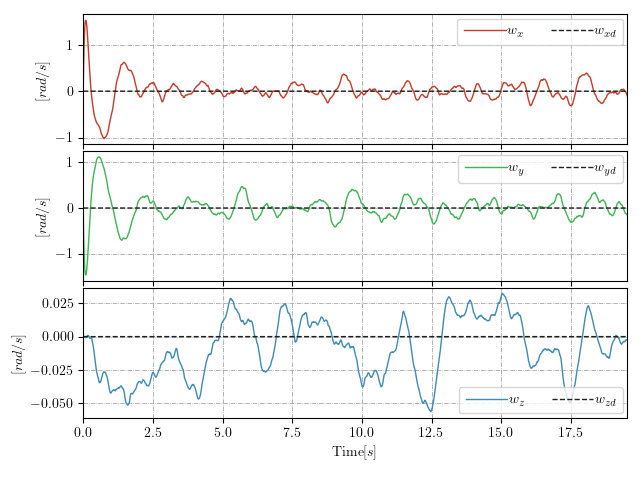 1
0
−1
[rad/s]
w_x
w_xd
1
0
−1
[rad/s]
w_y
w_yd
0.025
0.000
−0.025
−0.050
[rad/s]
w_z
w_zd
0.0 2.5 5.0 7.5 10.0 12.5 15.0 17.5
Time[s]